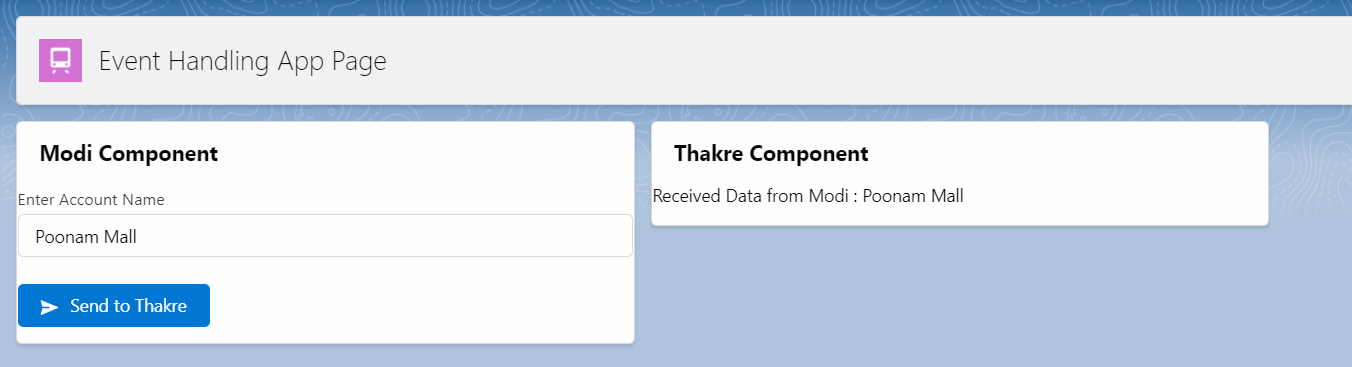 Event Handling App Page
Modi Component
Enter Account Name
Poonam Mall
Send to Thakre
Thakre Component
Received Data from Modi : Poonam Mall